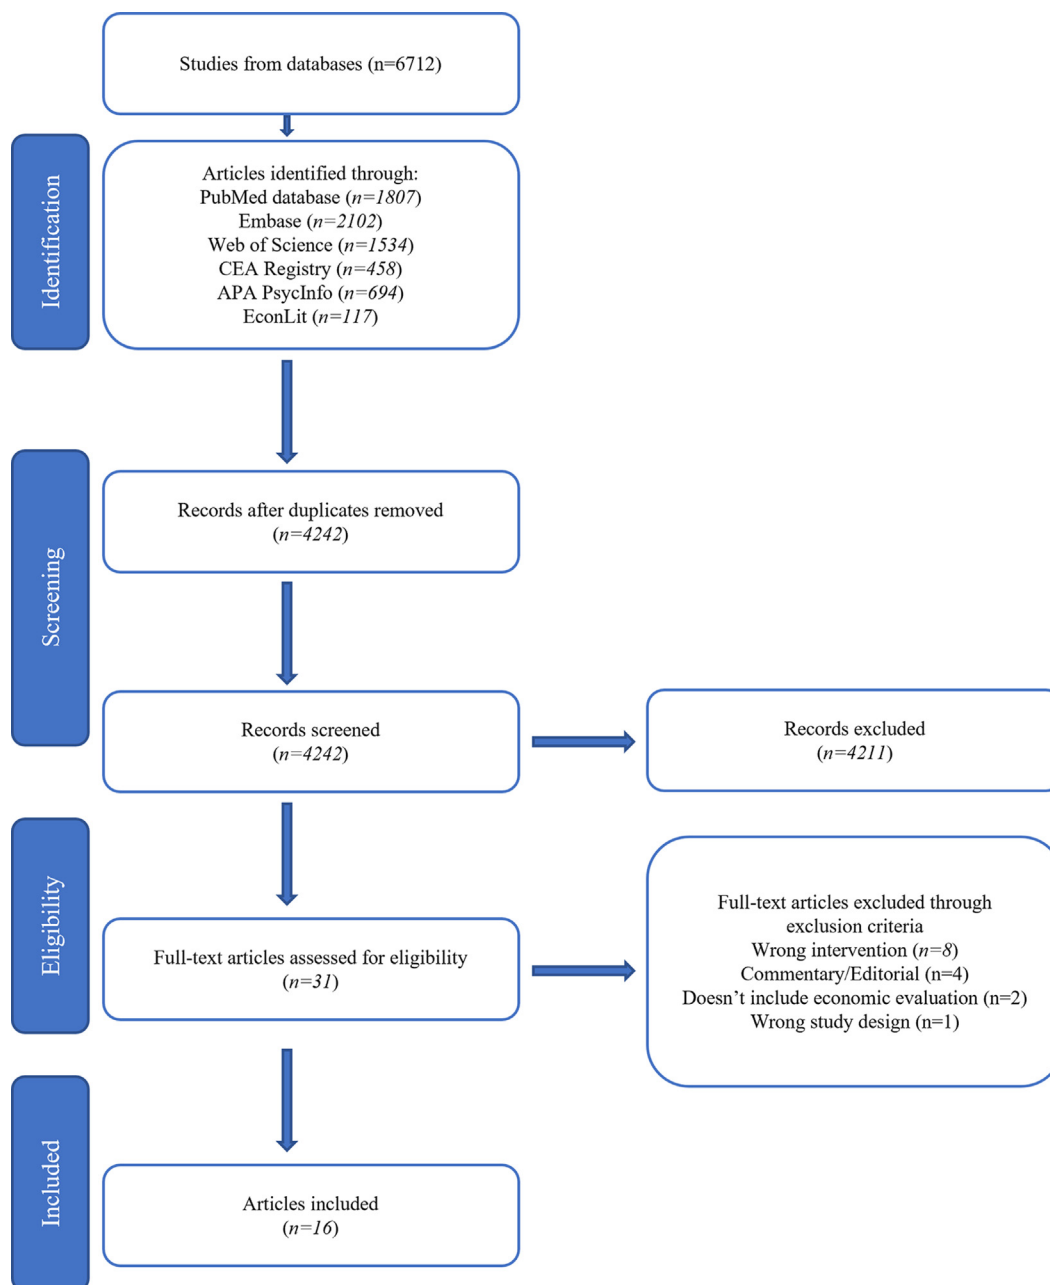 Studies from databases (n=6712)
Identification
Articles identified through:
PubMed database (n=1807)
Embase (n=2102)
Web of Science (n=1534)
CEA Registry (n=458)
APA PsycInfo (n=694)
EconLit (n=117)
Screening
Records after duplicates removed
(n=4242)
Records screened
(n=4242)
Records excluded
(n=4211)
Eligibility
Full-text articles assessed for eligibility
(n=31)
Full-text articles excluded through
exclusion criteria
Wrong intervention (n=8)
Commentary/Editorial (n=4)
Doesn’t include economic evaluation (n=2)
Wrong study design (n=1)
Included
Articles included
(n=16)